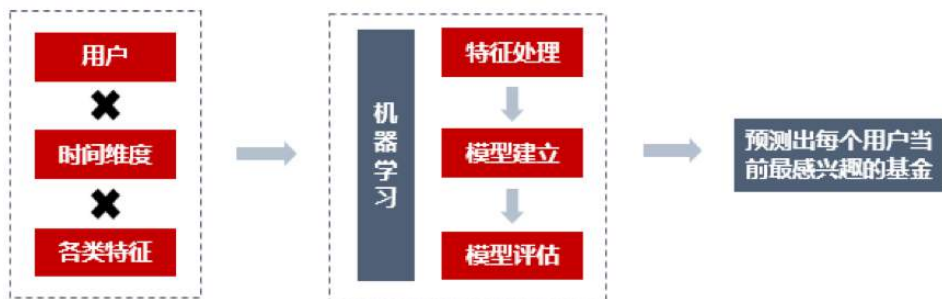 用户
时间维度
各类特征
机器学习
特征处理
模型建立
模型评估
预测出每个用户当
前最感兴趣的基金